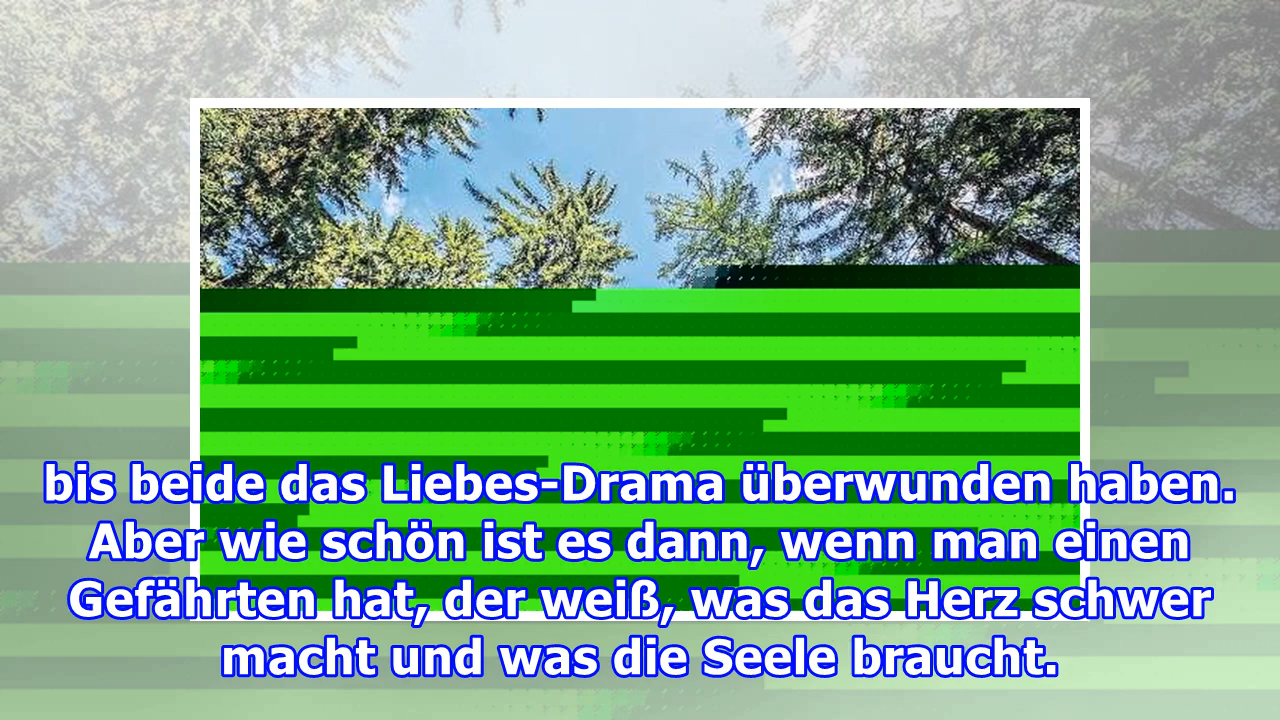 bis beide das Liebes-Drama überwunden haben.
Aber wie schön ist es dann, wenn man einen
Gefährten hat, der weiß, was das Herz schwer
macht und was die Seele braucht.